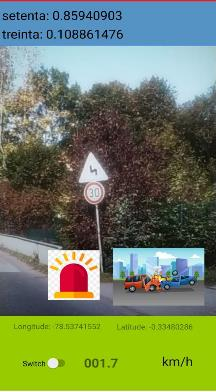 setenta: 0.85940903
treinta: 0.108861476
30
Longitude: -78.53741552 Latitude: -0.33480286
Switch 001.7 km/h